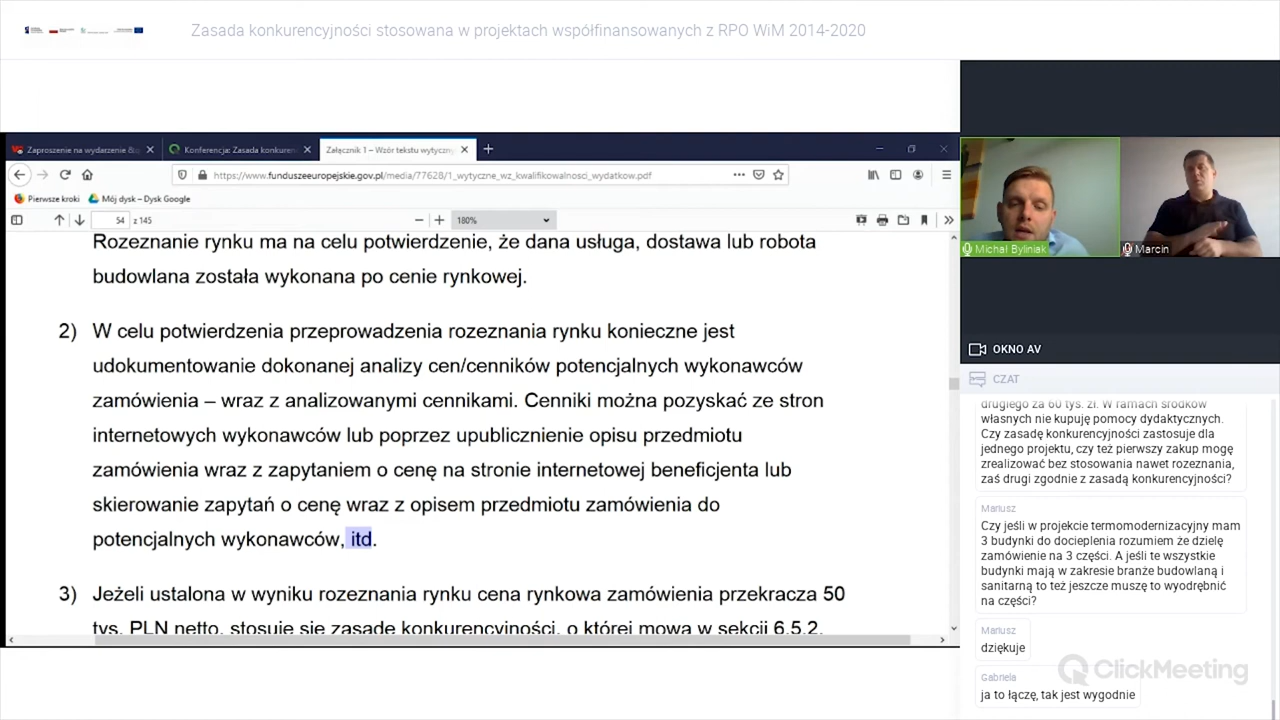 Zasada konkurencyjności stosowana w projektach współfinansowanych z RPO WiM 2014-2020
Zaproszenie na wydarzenie
Konferencja: Zasada konkuren
Załącznik 1 – Wzór tekstu wytyczny
https://www.funduszeeuropejskie.gov.pl/media/77628/1_wytyczne_wz_kwalifikowalnosci_wydatkow.pdf
Pierwsze kroki
Mój dysk – Dysk Google
54 z 145
180%
Rozeznanie rynku ma na celu potwierdzenie, że dana usługa, dostawa lub robota
budowlana została wykonana po cenie rynkowej.
2) W celu potwierdzenia przeprowadzenia rozeznania rynku konieczne jest
udokumentowanie dokonanej analizy cen/cenników potencjalnych wykonawców
zamówienia – wraz z analizowanymi cennikami. Cenniki można pozyskać ze stron
internetowych wykonawców lub poprzez upublicznienie opisu przedmiotu
zamówienia wraz z zapytaniem o cenę na stronie internetowej beneficjenta lub
skierowanie zapytań o cenę wraz z opisem przedmiotu zamówienia do
potencjalnych wykonawców, itd.
3) Jeżeli ustalona w wyniku rozeznania rynku cena rynkowa zamówienia przekracza 50
tys. PLN netto, stosuje się zasadę konkurencyjności, o której mowa w sekcji 6.5.2,
Michał Byliniak
Marcin
OKNO AV
CZAT
drugiego za 60 tys. zł. W ramach środków
własnych nie kupuję pomocy dydaktycznych.
Czy zasadę konkurencyjności zastosuje dla
jednego projektu, czy też pierwszy zakup mogę
zrealizować bez stosowania nawet rozeznania,
zaś drugi zgodnie z zasadą konkurencyjności?
Mariusz
Czy jeśli w projekcie termomodernizacyjny mam
3 budynki do docieplenia rozumiem że dzielę
zamówienie na 3 części. A jeśli te wszystkie
budynki mają w zakresie branże budowlaną i
sanitarną to też jeszcze muszę to wyodrębnić
na części?
Mariusz
dziękuje
Gabriela
ja to łączę, tak jest wygodnie
ClickMeeting